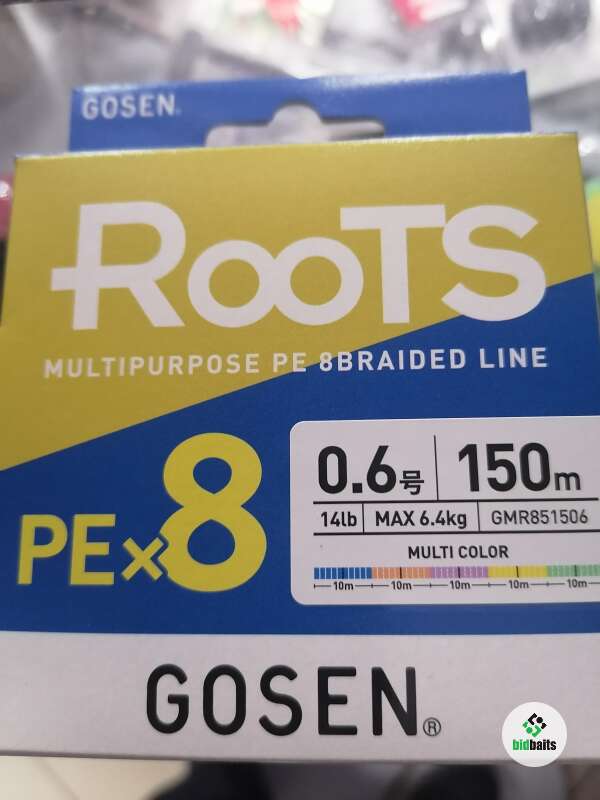 GOSEN®
RooTS
MULTIPURPOSE PE 8BRAIDED LINE
PE×8
0.6号 150m
14lb MAX 6.4kg GMR851506
MULTI COLOR
10m 10m 10m 10m 10m
GOSEN®
bidbaits